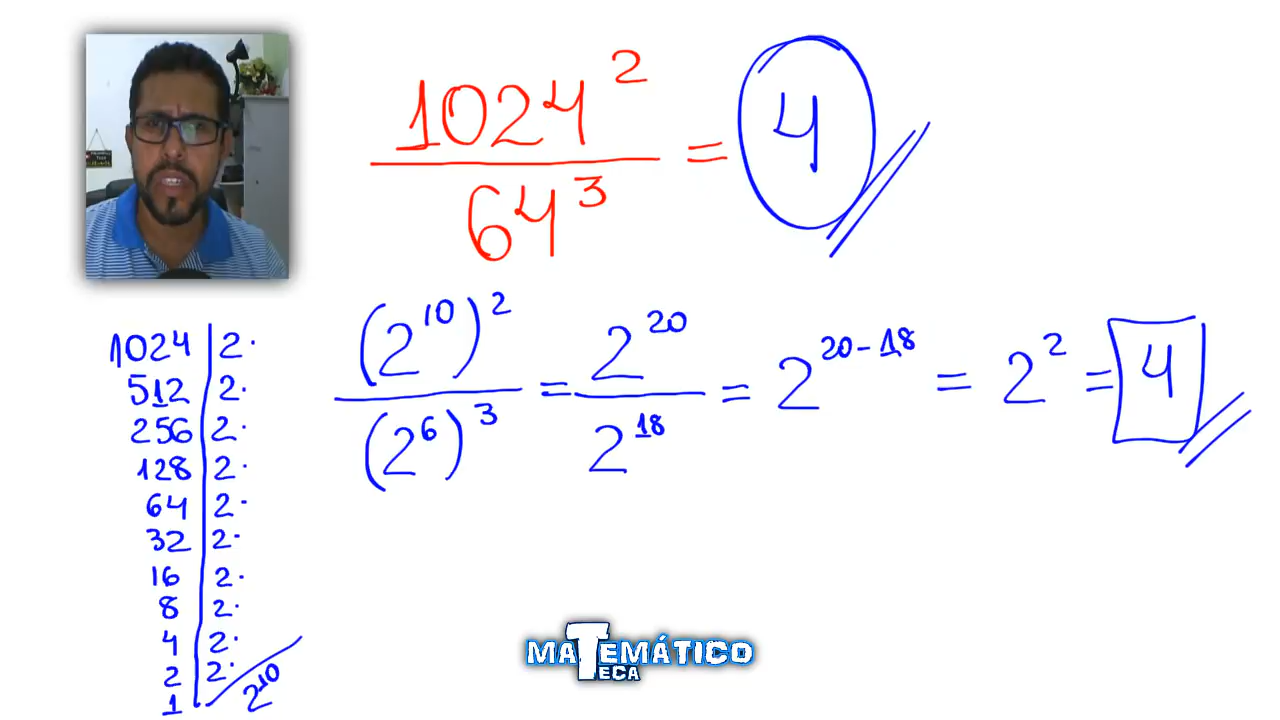 1024² / 64³ = 4
(2¹⁰)² / (2⁶)³ = 2²⁰ / 2¹⁸ = 2²⁰⁻¹⁸ = 2² = 4
1024 | 2·
512 | 2·
256 | 2·
128 | 2·
64 | 2·
32 | 2·
16 | 2·
8 | 2·
4 | 2·
2 | 2·
1 | 2¹⁰
MATEMÁTICO
TECA